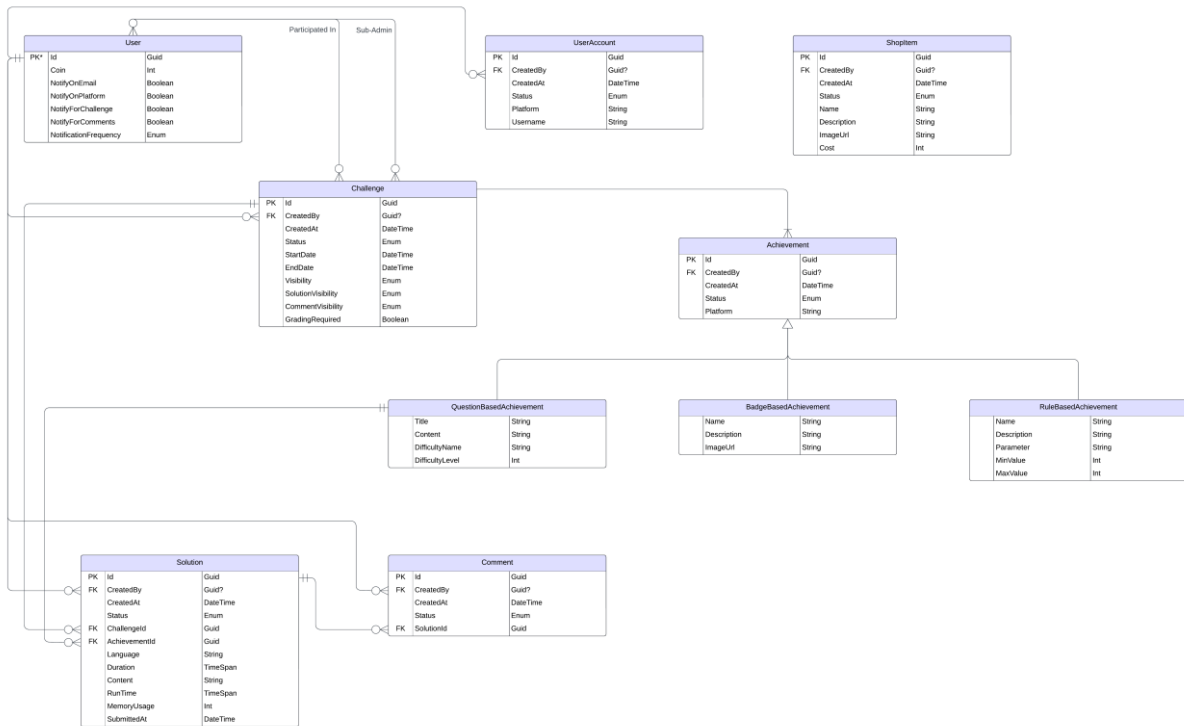 Participated In
Sub-Admin
User
PK* Id Guid
Coin Int
NotifyOnEmail Boolean
NotifyOnPlatform Boolean
NotifyForChallenge Boolean
NotifyForComments Boolean
NotificationFrequency Enum
UserAccount
PK Id Guid
FK CreatedBy Guid?
CreatedAt DateTime
Status Enum
Platform String
Username String
ShopItem
PK Id Guid
FK CreatedBy Guid?
CreatedAt DateTime
Status Enum
Name String
Description String
ImageUrl String
Cost Int
Challenge
PK Id Guid
FK CreatedBy Guid?
CreatedAt DateTime
Status Enum
StartDate DateTime
EndDate DateTime
Visibility Enum
SolutionVisibility Enum
CommentVisibility Enum
GradingRequired Boolean
Achievement
PK Id Guid
FK CreatedBy Guid?
CreatedAt DateTime
Status Enum
Platform String
QuestionBasedAchievement
Title String
Content String
DifficultyName String
DifficultyLevel Int
BadgeBasedAchievement
Name String
Description String
ImageUrl String
RuleBasedAchievement
Name String
Description String
Parameter String
MinValue Int
MaxValue Int
Solution
PK Id Guid
FK CreatedBy Guid?
CreatedAt DateTime
Status Enum
FK ChallengeId Guid
FK AchievementId Guid
Language String
Duration TimeSpan
Content String
RunTime TimeSpan
MemoryUsage Int
SubmittedAt DateTime
Comment
PK Id Guid
FK CreatedBy Guid?
CreatedAt DateTime
Status Enum
FK SolutionId Guid